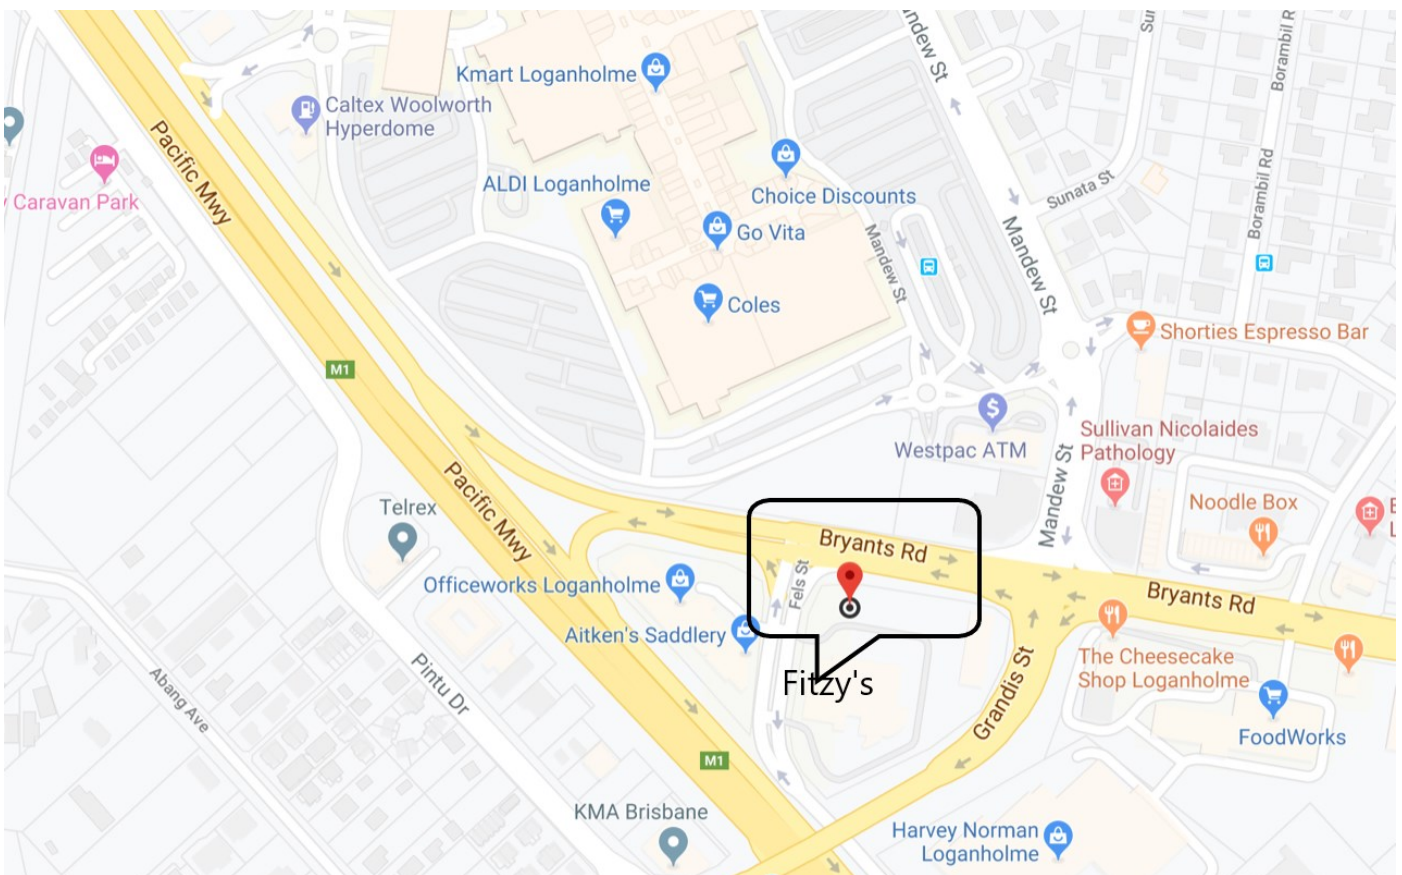 ndew St
Sur
Borambil R
Kmart Loganholme
Caltex Woolworth
Hyperdome
Pacific Mwy
ALDI Loganholme
Choice Discounts
Sunata St
Borambil Rd
Caravan Park
Go Vita
Mandew St
Mandew St
Coles
Shorties Espresso Bar
M1
$
Westpac ATM
Sullivan Nicolaides
Pathology
Mandew St
Pacific Mwy
Telrex
Noodle Box
E
L
Bryants Rd
Fels St
Officeworks Loganholme
Bryants Rd
Aitken's Saddlery
The Cheesecake
Shop Loganholme
Fitzy's
Pintu Dr
Abang Ave
Grandis St
FoodWorks
M1
KMA Brisbane
Harvey Norman
Loganholme